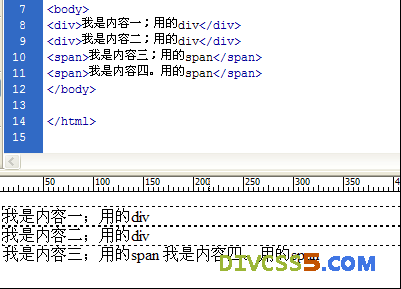 7 <body>
8 <div>我是内容一；用的div</div>
9 <div>我是内容二；用的div</div>
10 <span>我是内容三；用的span</span>
11 <span>我是内容四。用的span</span>
12 </body>
13
14 </html>
15
50 100 150 200 250 300 350 400
我是内容一；用的div
我是内容二；用的div
我是内容三；用的span 我是内容四。用的span
DIVCSS5.COM